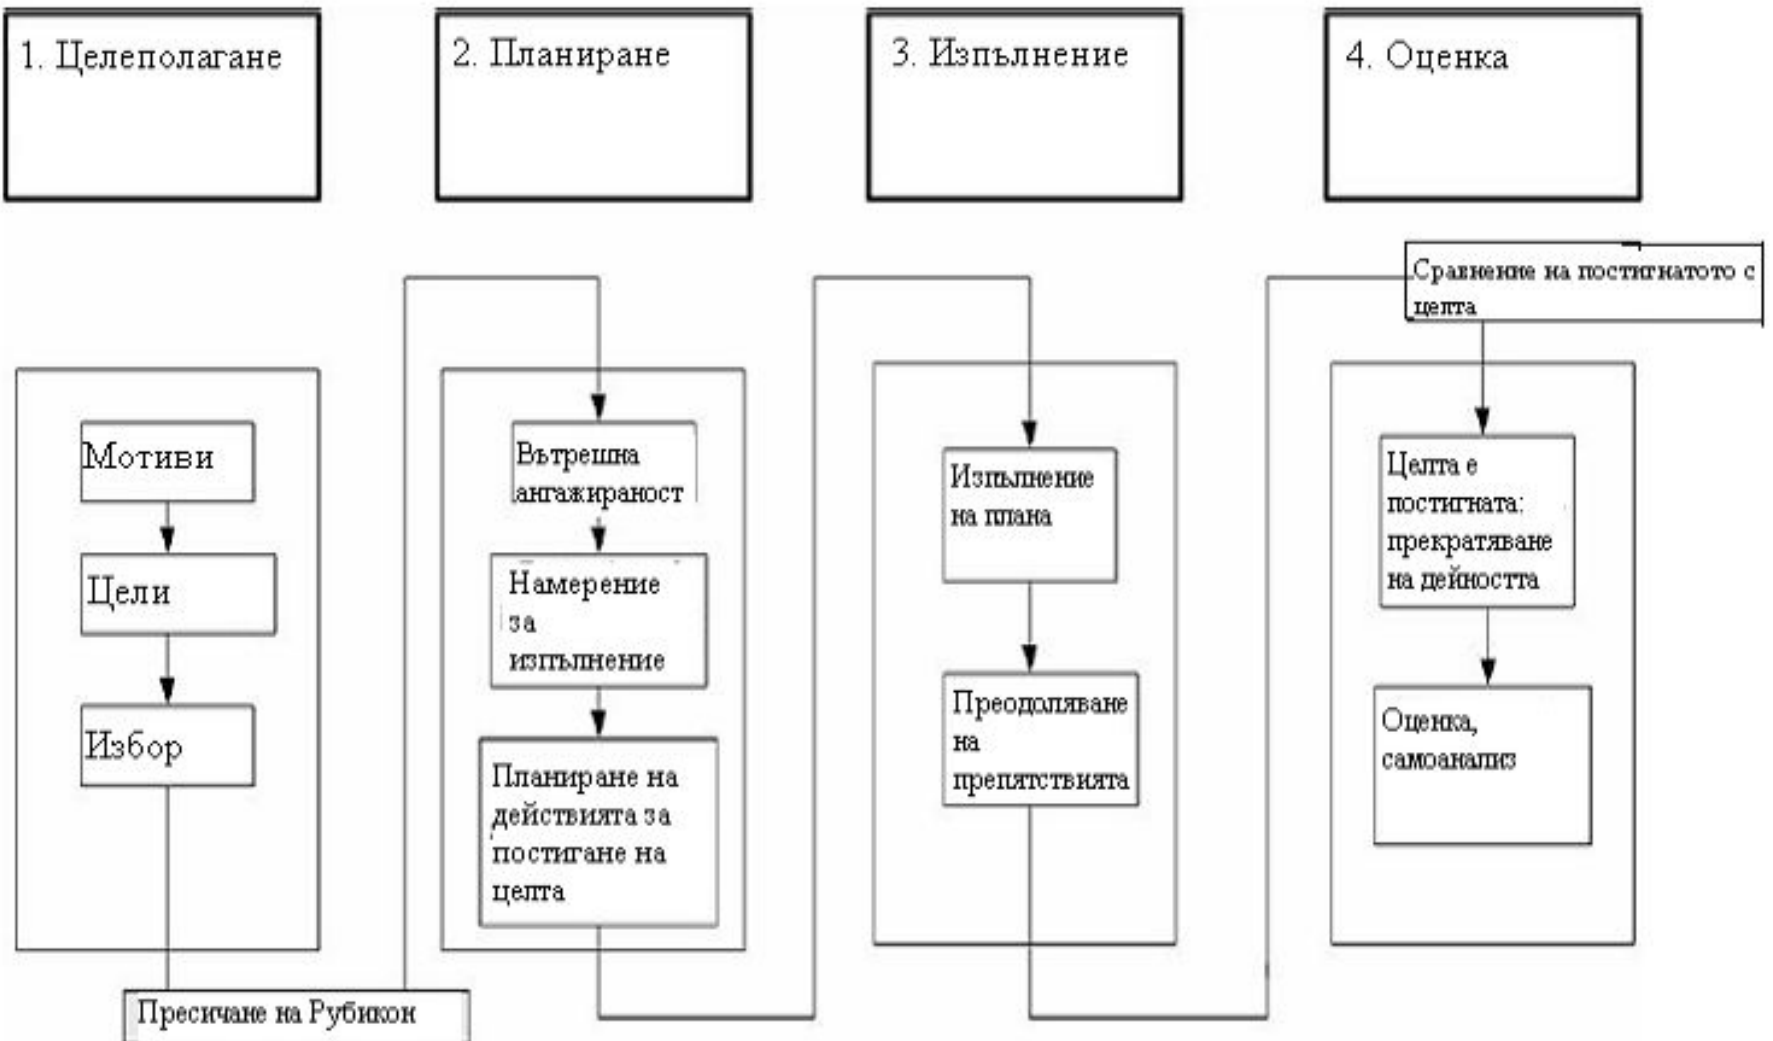 1. Целеполагане
2. Планиране
3. Изпълнение
4. Оценка
Мотиви
Цели
Избор
Пресичане на Рубикон
Вътрешна
ангажираност
Намерение
за
изпълнение
Планиране на
действията за
постигане на
целта
Изпълнение
на плана
Преодоляване
на
препятствията
Сравнение на постигнатото с
целта
Целта е
постигната:
прекратяване
на дейността
Оценка,
самоанализ